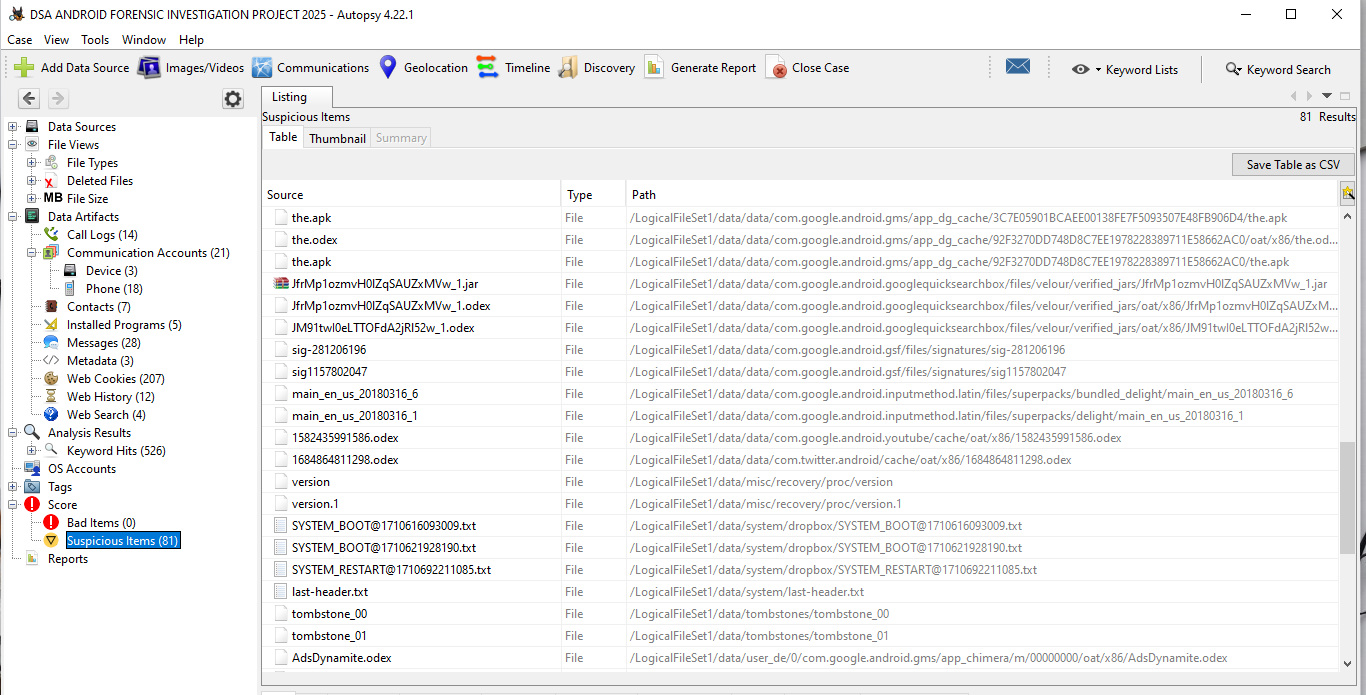 DSA ANDROID FORENSIC INVESTIGATION PROJECT 2025 - Autopsy 4.22.1
Case View Tools Window Help
Add Data Source Images/Videos Communications Geolocation Timeline Discovery Generate Report Close Case Keyword Lists Keyword Search
Listing
Suspicious Items 81 Results
Table Thumbnail Summary
Save Table as CSV
Data Sources
File Views
File Types
Deleted Files
MB File Size
Data Artifacts
Call Logs (14)
Communication Accounts (21)
Device (3)
Phone (18)
Contacts (7)
Installed Programs (5)
Messages (28)
Metadata (3)
Web Cookies (207)
Web History (12)
Web Search (4)
Analysis Results
Keyword Hits (526)
OS Accounts
Tags
Score
Bad Items (0)
Suspicious Items (81)
Reports
Source Type Path
the.apk File /LogicalFileSet1/data/data/com.google.android.gms/app_dg_cache/3C7E05901BCAEE00138FE7F5093507E48FB906D4/the.apk
the.odex File /LogicalFileSet1/data/data/com.google.android.gms/app_dg_cache/92F3270DD748D8C7EE1978228389711E58662AC0/oat/x86/the.od...
the.apk File /LogicalFileSet1/data/data/com.google.android.gms/app_dg_cache/92F3270DD748D8C7EE1978228389711E58662AC0/the.apk
JfrMp1ozmvH0lZqSAUZxMVw_1.jar File /LogicalFileSet1/data/data/com.google.android.googlequicksearchbox/files/velour/verified_jars/JfrMp1ozmvH0lZqSAUZxMVw_1.jar
JfrMp1ozmvH0lZqSAUZxMVw_1.odex File /LogicalFileSet1/data/data/com.google.android.googlequicksearchbox/files/velour/verified_jars/oat/x86/JfrMp1ozmvH0lZqSAUZxM...
JM91twl0eLTTOFdA2jRI52w_1.odex File /LogicalFileSet1/data/data/com.google.android.googlequicksearchbox/files/velour/verified_jars/oat/x86/JM91twl0eLTTOFdA2jRI52w...
sig-281206196 File /LogicalFileSet1/data/data/com.google.android.gsf/files/signatures/sig-281206196
sig1157802047 File /LogicalFileSet1/data/data/com.google.android.gsf/files/signatures/sig1157802047
main_en_us_20180316_6 File /LogicalFileSet1/data/data/com.google.android.inputmethod.latin/files/superpacks/bundled_delight/main_en_us_20180316_6
main_en_us_20180316_1 File /LogicalFileSet1/data/data/com.google.android.inputmethod.latin/files/superpacks/delight/main_en_us_20180316_1
1582435991586.odex File /LogicalFileSet1/data/data/com.google.android.youtube/cache/oat/x86/1582435991586.odex
1684864811298.odex File /LogicalFileSet1/data/data/com.twitter.android/cache/oat/x86/1684864811298.odex
version File /LogicalFileSet1/data/misc/recovery/proc/version
version.1 File /LogicalFileSet1/data/misc/recovery/proc/version.1
SYSTEM_BOOT@1710616093009.txt File /LogicalFileSet1/data/system/dropbox/SYSTEM_BOOT@1710616093009.txt
SYSTEM_BOOT@1710621928190.txt File /LogicalFileSet1/data/system/dropbox/SYSTEM_BOOT@1710621928190.txt
SYSTEM_RESTART@1710692211085.txt File /LogicalFileSet1/data/system/dropbox/SYSTEM_RESTART@1710692211085.txt
last-header.txt File /LogicalFileSet1/data/system/last-header.txt
tombstone_00 File /LogicalFileSet1/data/tombstones/tombstone_00
tombstone_01 File /LogicalFileSet1/data/tombstones/tombstone_01
AdsDynamite.odex File /LogicalFileSet1/data/user_de/0/com.google.android.gms/app_chimera/m/00000000/oat/x86/AdsDynamite.odex